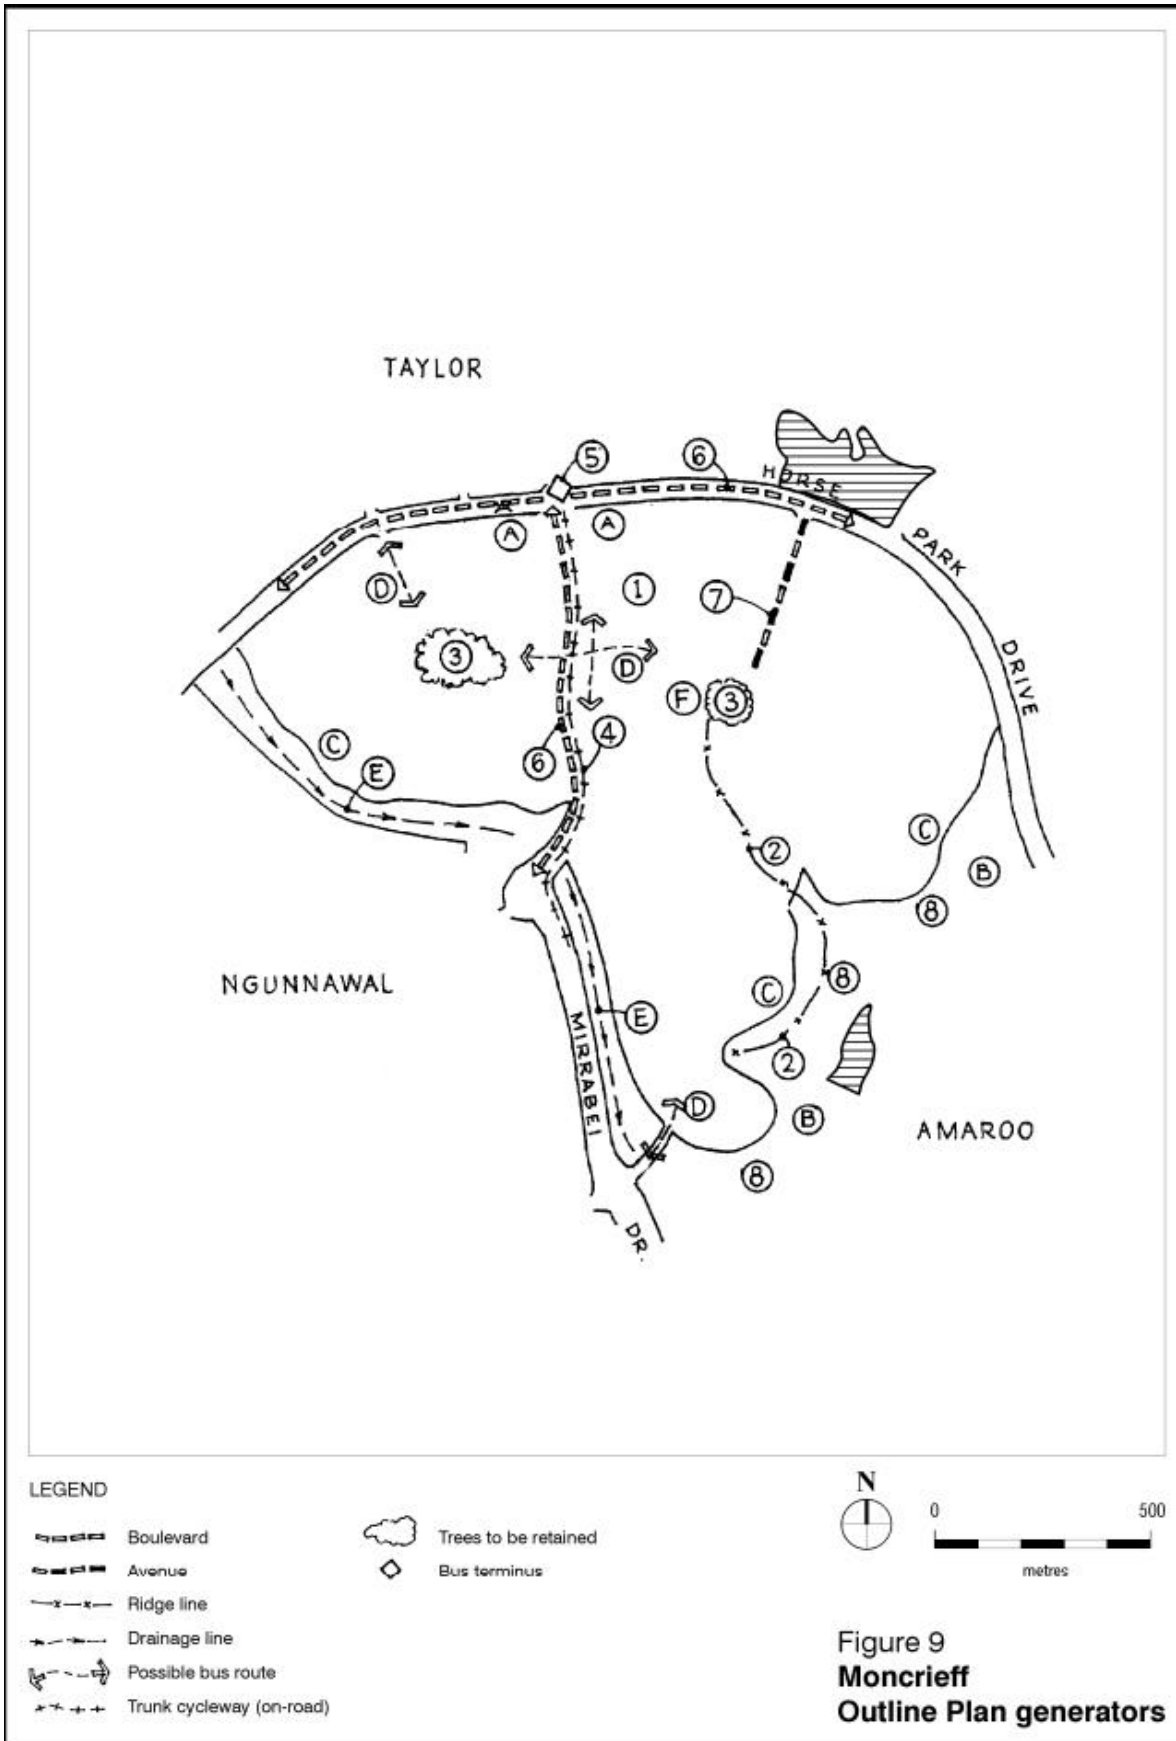 TAYLOR
5
6
HORSE
A
A
PARK
D
1
7
3
D
DRIVE
F
3
4
C
6
E
C
2
B
8
NGUNNAWAL
C
8
E
MIRRABEI
2
D
B
AMAROO
8
DR.
LEGEND
Boulevard
Avenue
Ridge line
Drainage line
Possible bus route
Trunk cycleway (on-road)
Trees to be retained
Bus terminus
N
0 500
metres
Figure 9
Moncrieff
Outline Plan generators